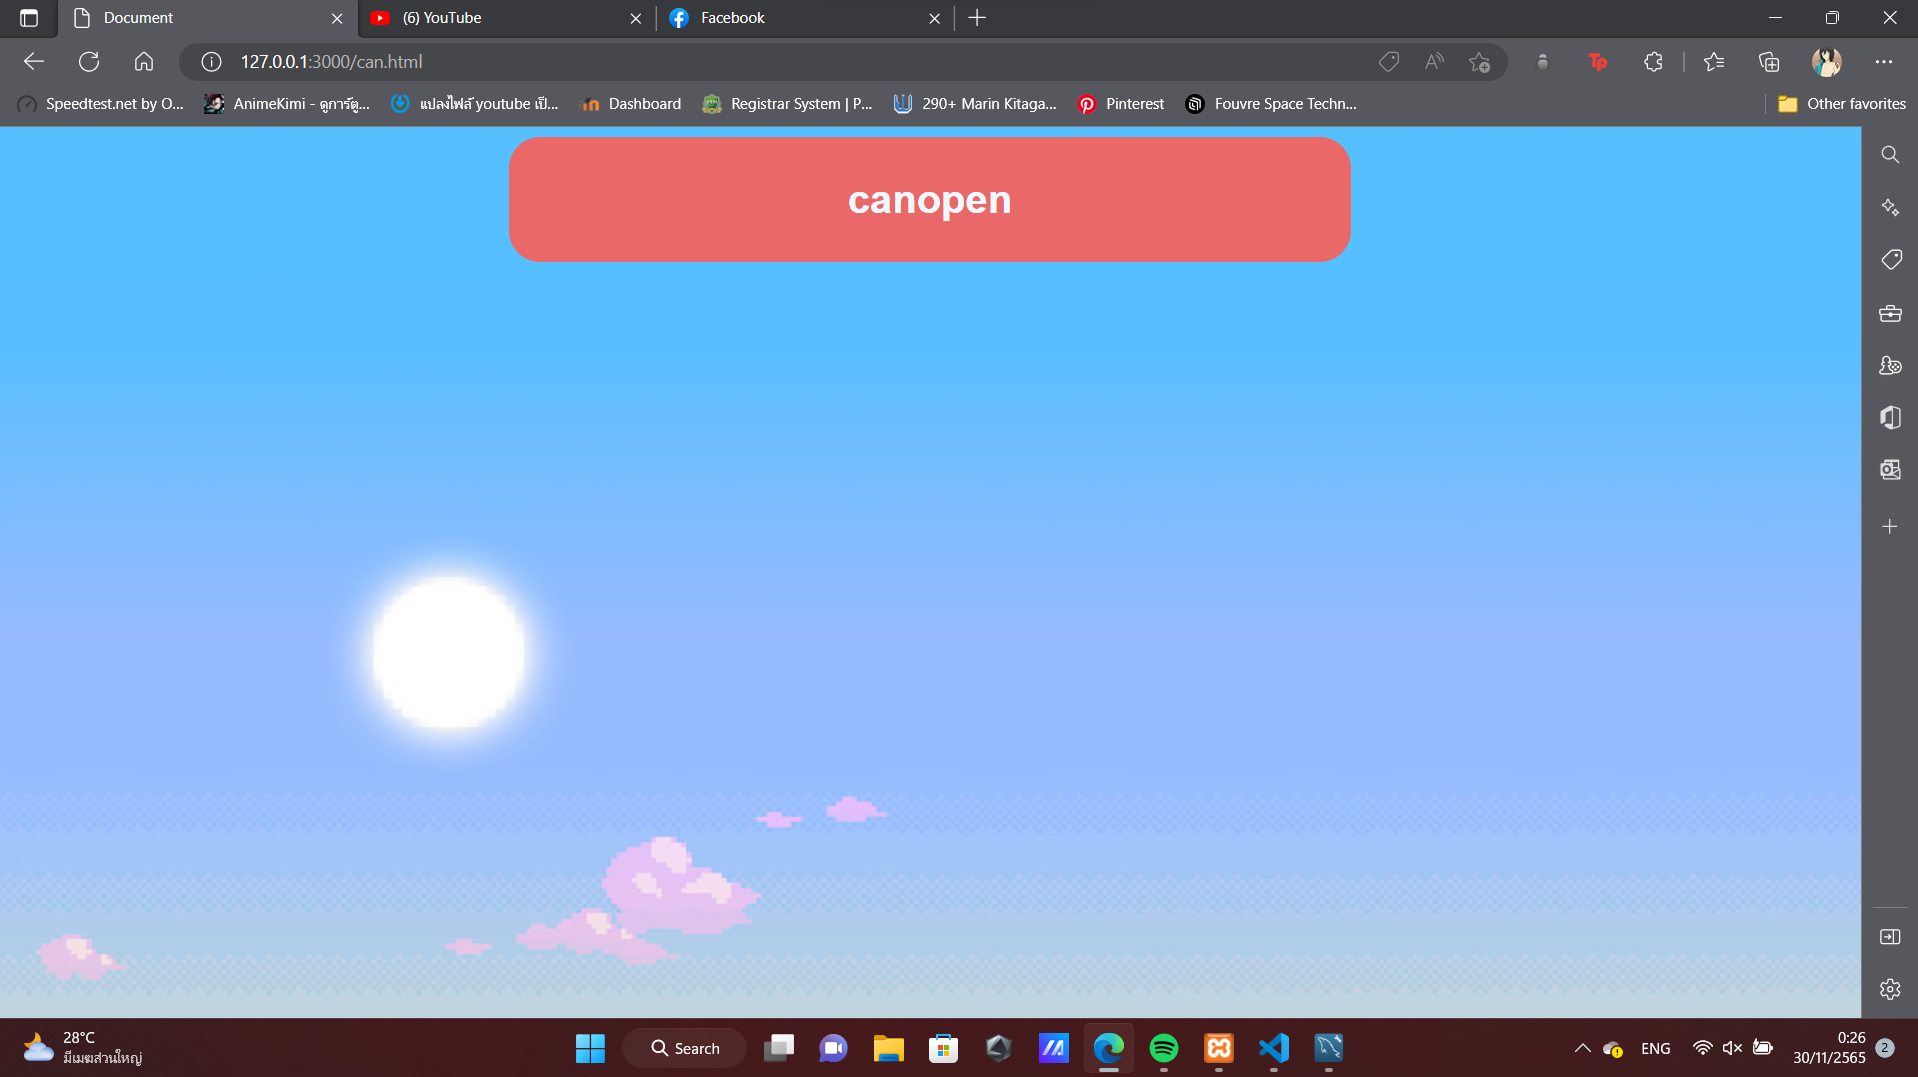 Document
(6) YouTube
Facebook
127.0.0.1:3000/can.html
Speedtest.net by O...
AnimeKimi - ดูการ์ตู...
แปลงไฟล์ youtube เป็...
Dashboard
Registrar System | P...
290+ Marin Kitaga...
Pinterest
Fouvre Space Techn...
Other favorites
canopen
28°C
มีเมฆส่วนใหญ่
Search
ENG
0:26
30/11/2565
2